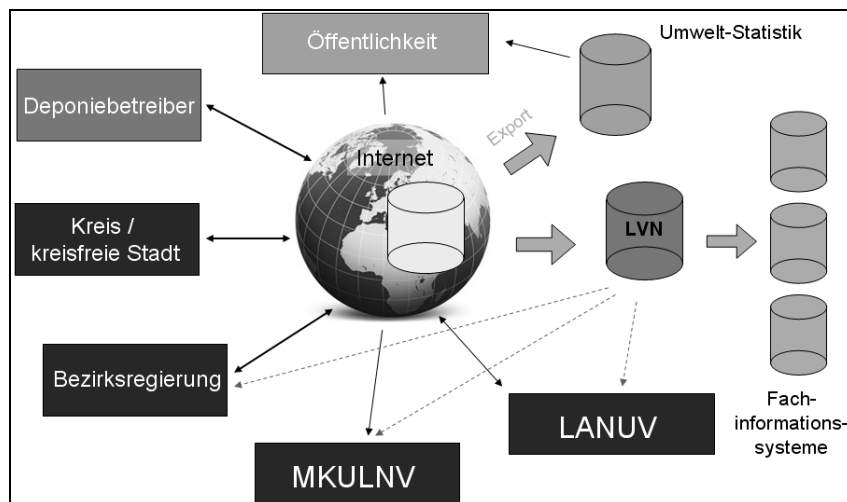 Öffentlichkeit
Umwelt-Statistik
Deponiebetreiber
Export
Internet
Kreis /
kreisfreie Stadt
LVN
Bezirksregierung
LANUV
MKULNV
Fach-
informations-
systeme